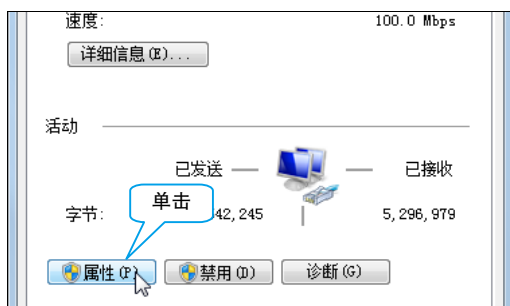 速度: 100.0 Mbps
详细信息(E)...
活动
已发送 — — 已接收
单击
字节: 42,245 5,296,979
属性(P) 禁用(D) 诊断(G)